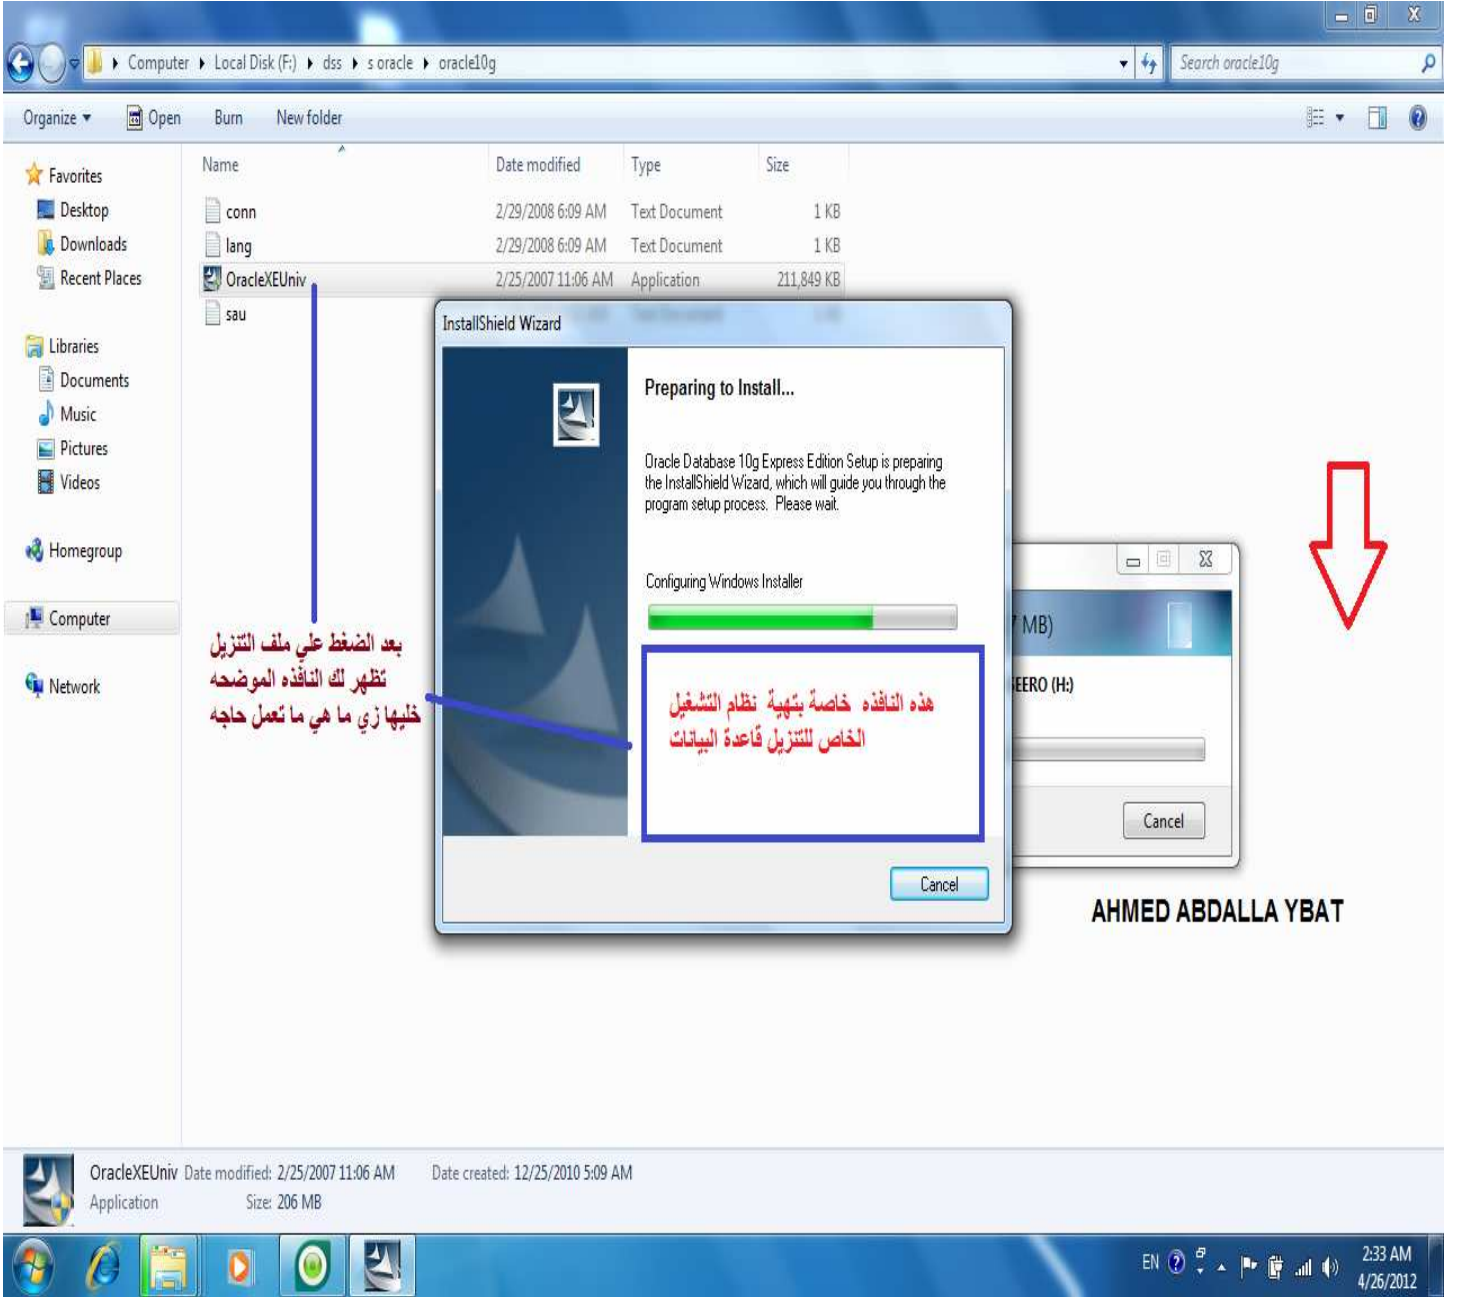 Computer ▸ Local Disk (F:) ▸ dss ▸ s oracle ▸ oracle10g
Search oracle10g
Organize Open Burn New folder
Name Date modified Type Size
Favorites
Desktop
Downloads
Recent Places
Libraries
Documents
Music
Pictures
Videos
Homegroup
Computer
Network
conn 2/29/2008 6:09 AM Text Document 1 KB
lang 2/29/2008 6:09 AM Text Document 1 KB
OracleXEUniv 2/25/2007 11:06 AM Application 211,849 KB
sau
InstallShield Wizard
Preparing to Install...
Oracle Database 10g Express Edition Setup is preparing
the InstallShield Wizard, which will guide you through the
program setup process. Please wait.
Configuring Windows Installer
هذه النافذه خاصة بتهية نظام التشغيل
الخاص للتنزيل قاعدة البيانات
Cancel
بعد الضغط علي ملف التنزيل
تظهر لك النافذه الموضحه
خليها زي ما هي ما تعمل حاجه
7 MB)
EERO (H:)
Cancel
AHMED ABDALLA YBAT
OracleXEUniv Date modified: 2/25/2007 11:06 AM Date created: 12/25/2010 5:09 AM
Application Size: 206 MB
EN
2:33 AM
4/26/2012